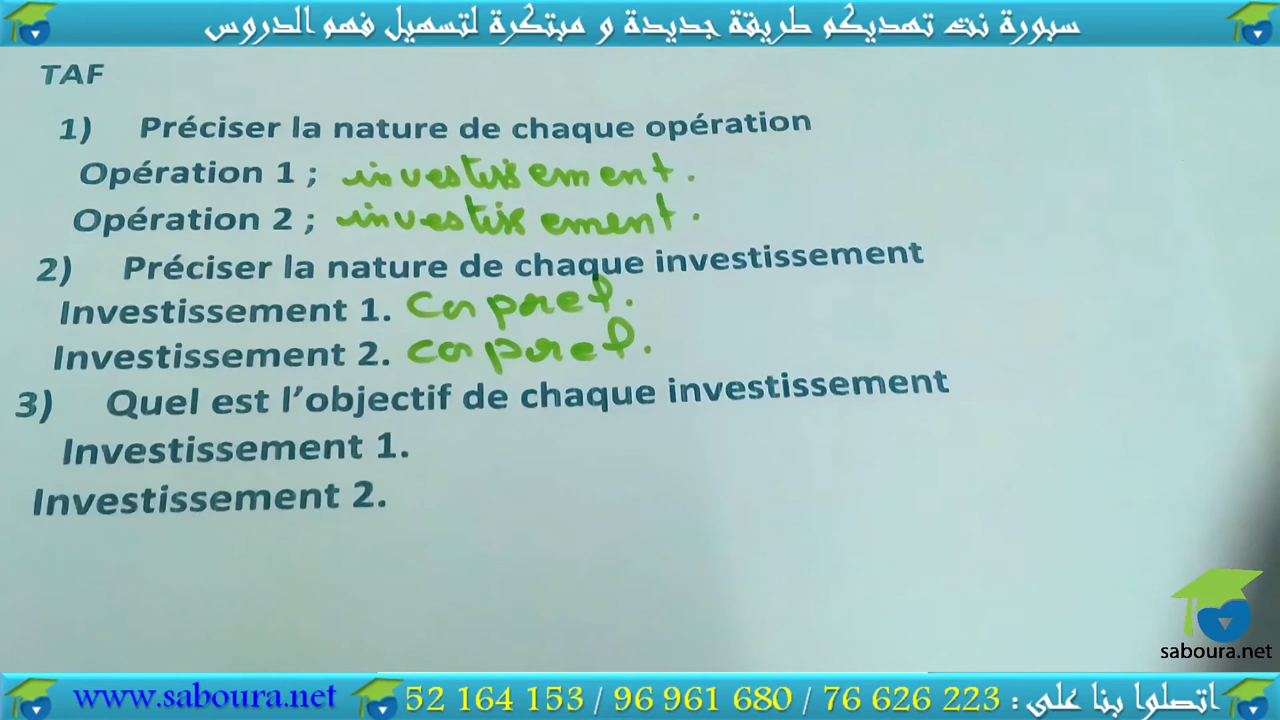 سبورة نت تهديكم طريقة جديدة و مبتكرة لتسهيل فهم الدروس
TAF
1) Préciser la nature de chaque opération
Opération 1 ; investissement.
Opération 2 ; investissement.
2) Préciser la nature de chaque investissement
Investissement 1. Corporel.
Investissement 2. corporel.
3) Quel est l'objectif de chaque investissement
Investissement 1.
Investissement 2.
saboura.net
www.saboura.net 52 164 153 / 96 961 680 / 76 626 223 : اتصلوا بنا على